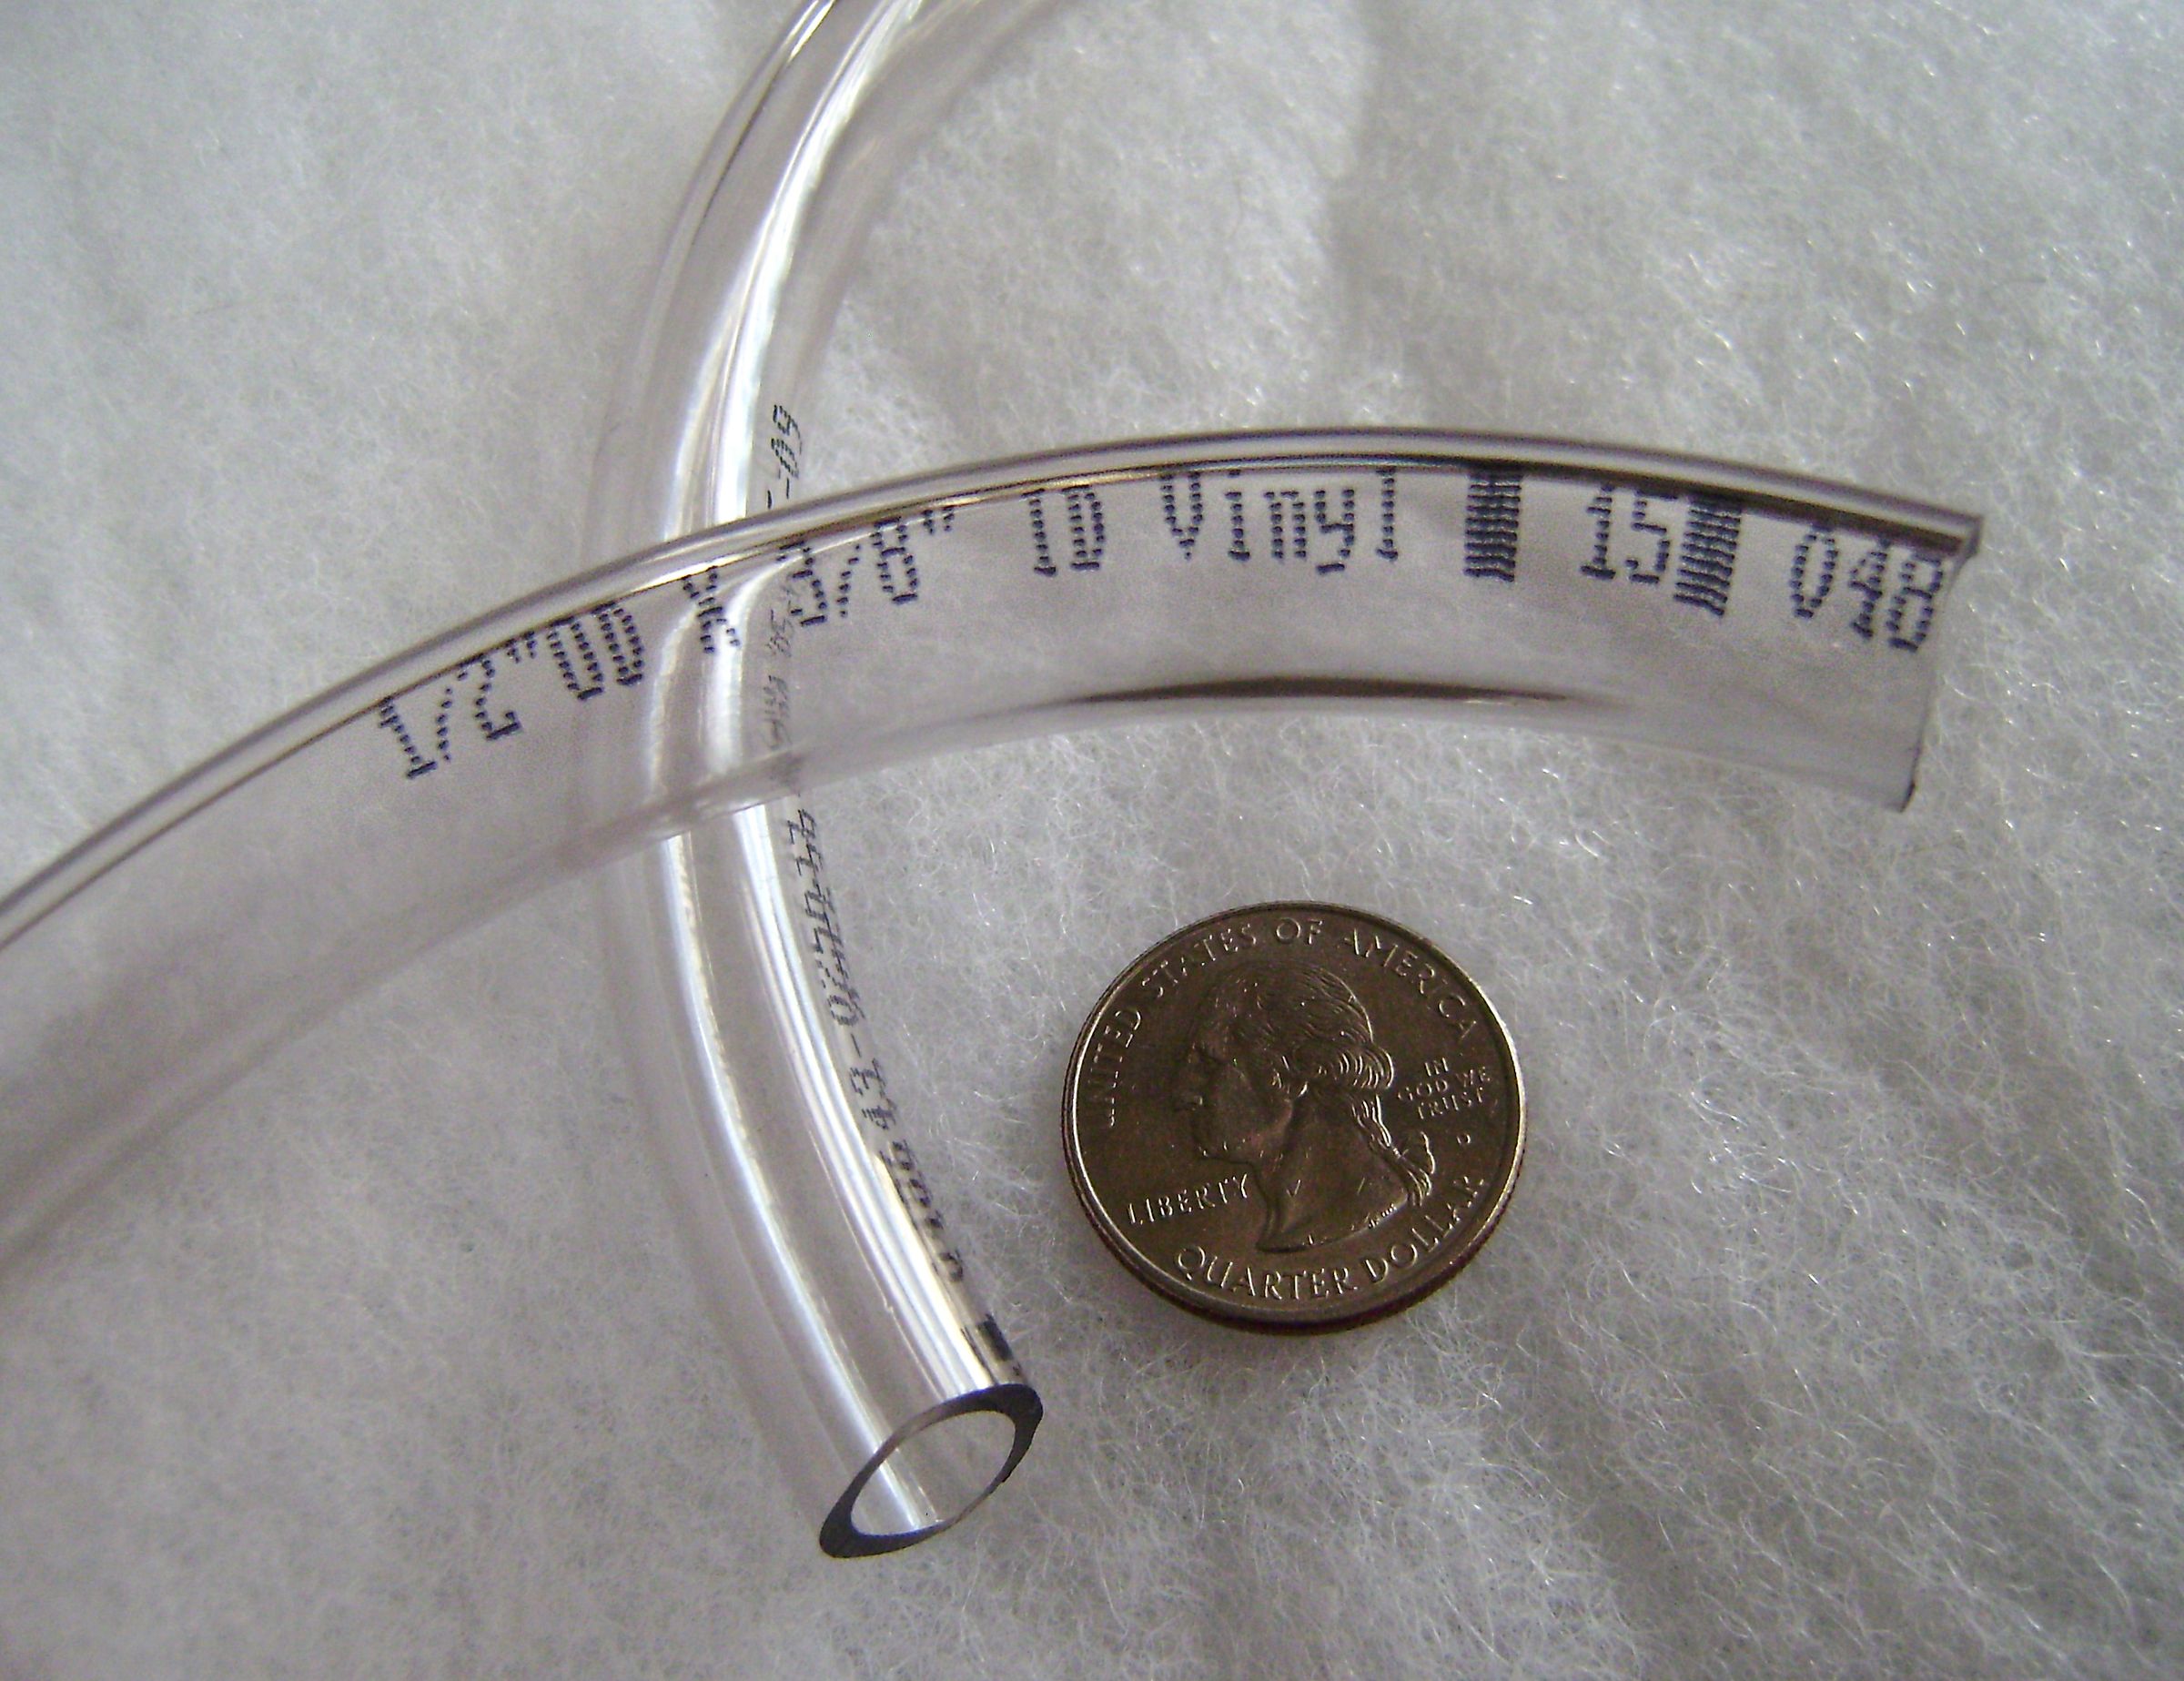 1/2"OD x 3/8" ID Vinyl 15 048
UNITED STATES OF AMERICA
IN
GOD WE
TRUST
LIBERTY
QUARTER DOLLAR